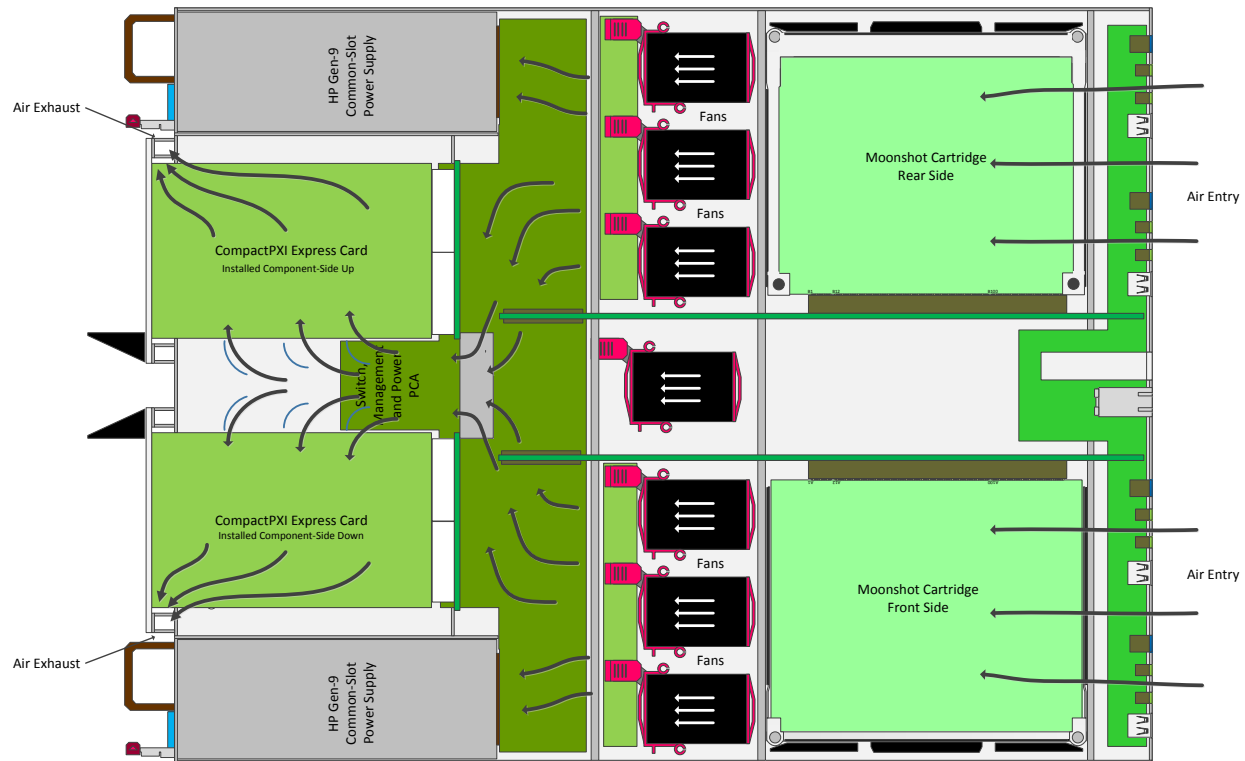 HP Gen-9
Common-Slot
Power Supply
Air Exhaust
Fans
Moonshot Cartridge
Rear Side
Fans
Air Entry
CompactPXI Express Card
Installed Component-Side Up
Switch,
Management
and Power
PCA
CompactPXI Express Card
Installed Component-Side Down
Fans
Moonshot Cartridge
Front Side
Air Entry
Air Exhaust
HP Gen-9
Common-Slot
Power Supply
Fans